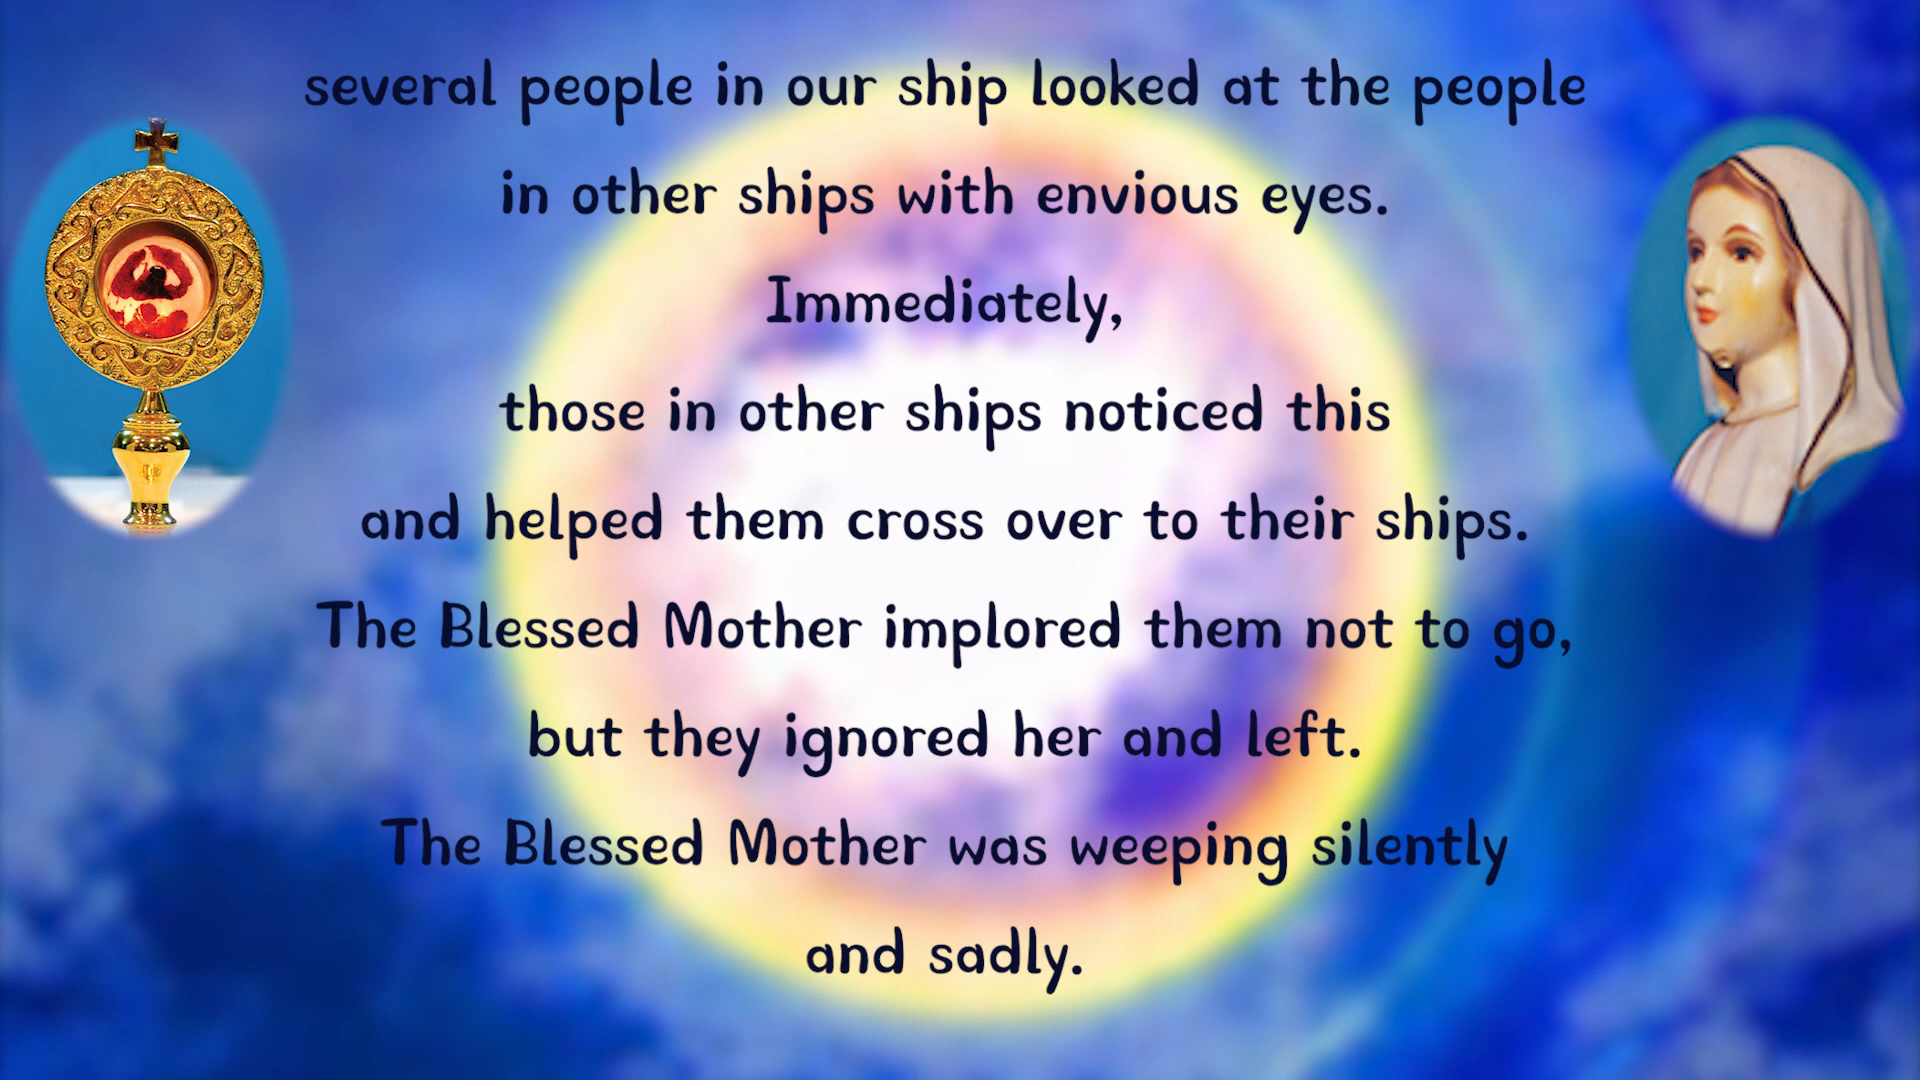 several people in our ship looked at the people
in other ships with envious eyes.
Immediately,
those in other ships noticed this
and helped them cross over to their ships.
The Blessed Mother implored them not to go,
but they ignored her and left.
The Blessed Mother was weeping silently
and sadly.